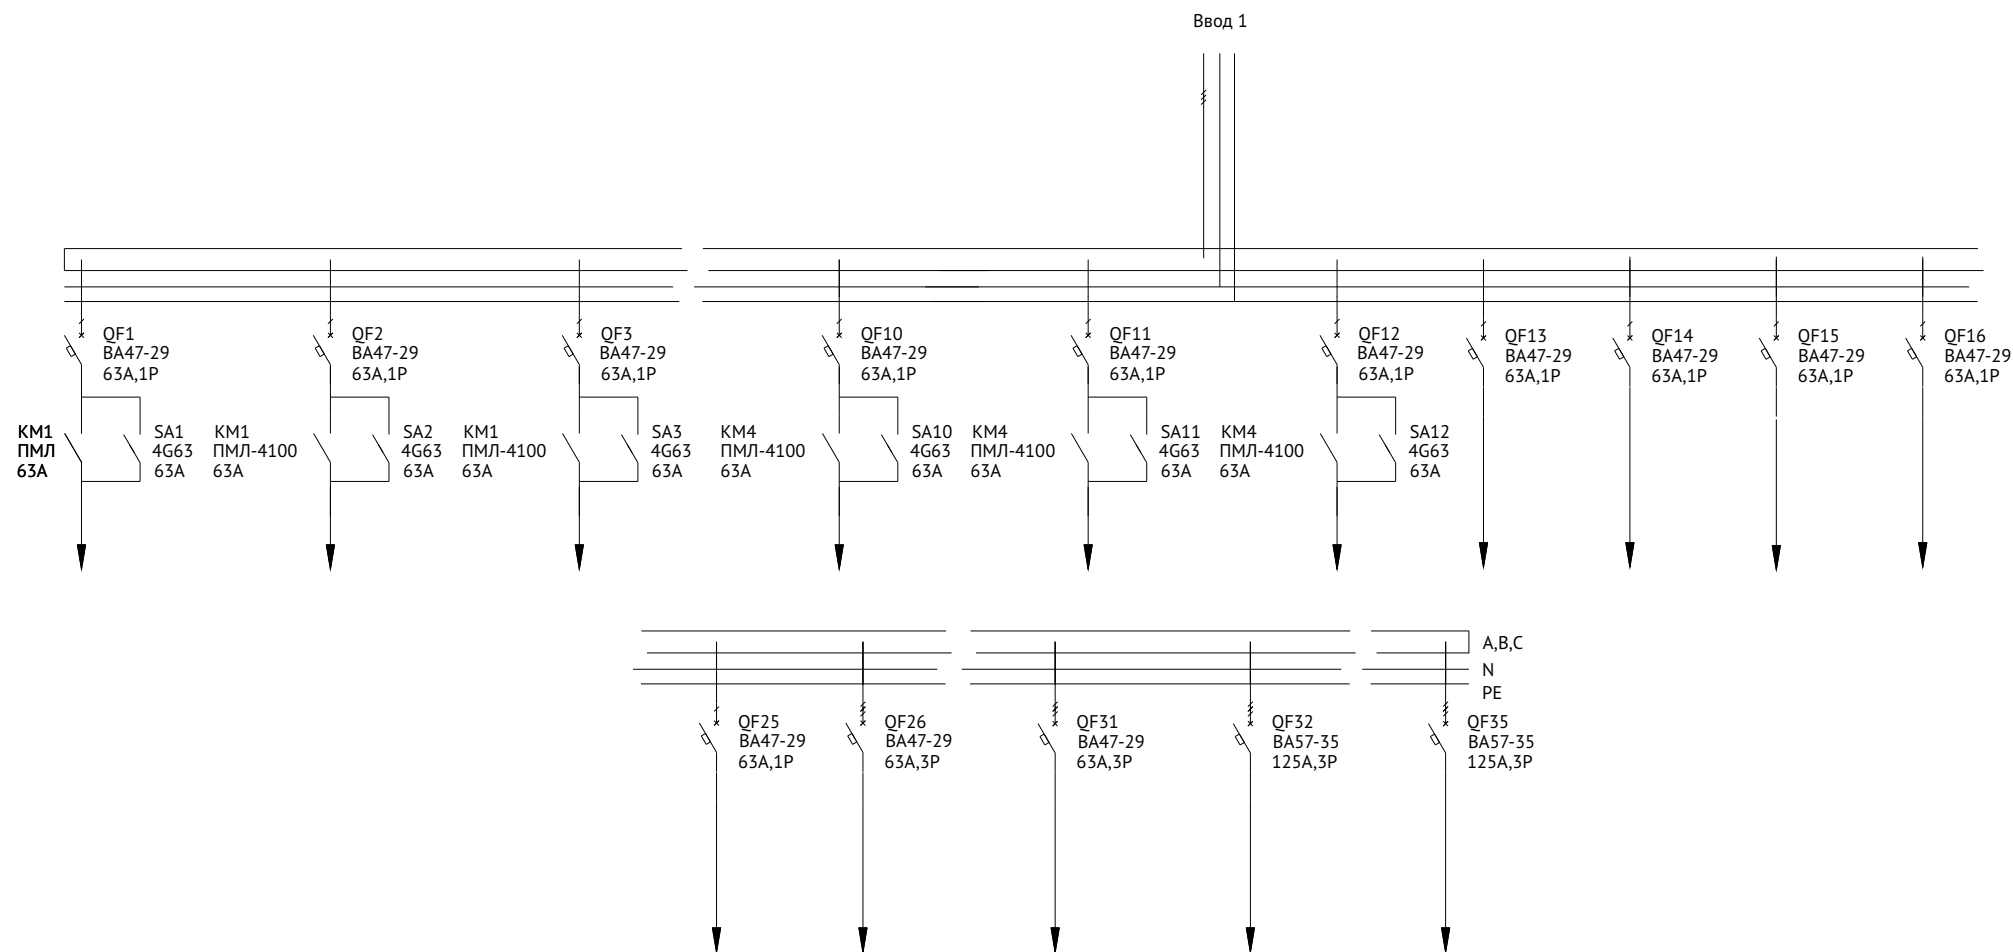 Ввод 1
QF1
ВА47-29
63А,1Р
QF2
ВА47-29
63А,1Р
QF3
ВА47-29
63А,1Р
QF10
ВА47-29
63А,1Р
QF11
ВА47-29
63А,1Р
QF12
ВА47-29
63А,1Р
QF13
ВА47-29
63А,1Р
QF14
ВА47-29
63А,1Р
QF15
ВА47-29
63А,1Р
QF16
ВА47-29
63А,1Р
КМ1
ПМЛ
63А
SA1
4G63
63А
КМ1
ПМЛ-4100
63А
SA2
4G63
63А
КМ1
ПМЛ-4100
63А
SA3
4G63
63А
КМ4
ПМЛ-4100
63А
SA10
4G63
63А
КМ4
ПМЛ-4100
63А
SA11
4G63
63А
КМ4
ПМЛ-4100
63А
SA12
4G63
63А
A,B,C
N
PE
QF25
ВА47-29
63А,1Р
QF26
ВА47-29
63А,3Р
QF31
ВА47-29
63А,3Р
QF32
ВА57-35
125А,3Р
QF35
ВА57-35
125А,3Р